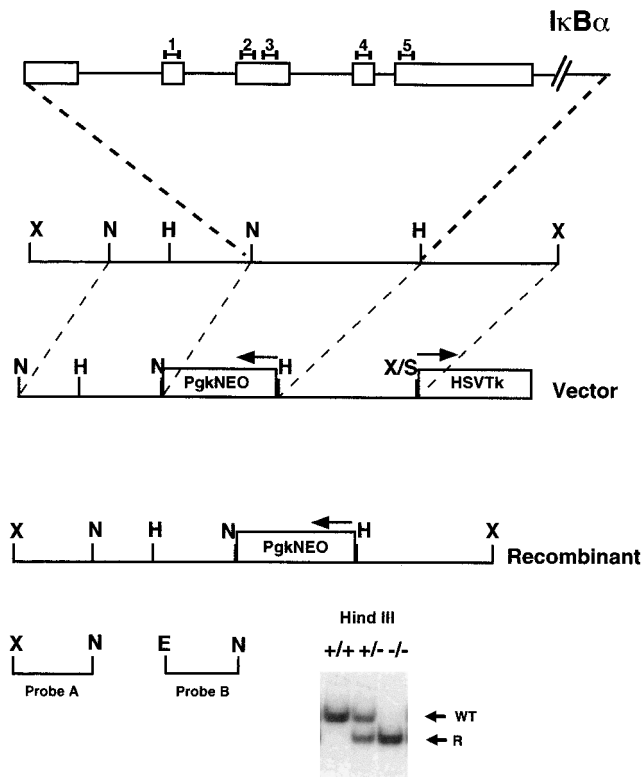 IκBα
1 2 3 4 5
X N H N H X
N H N PgkNEO H X/S HSVTk Vector
X N H N PgkNEO H X Recombinant
X N E N
Probe A Probe B
Hind III
+/+ +/- -/-
WT
R